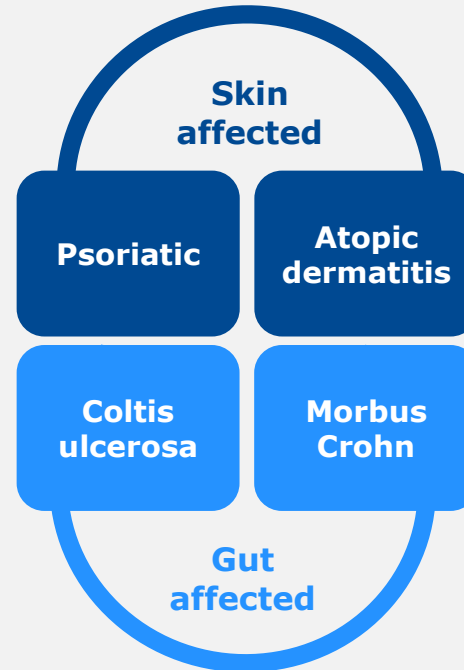 Skin
affected
Psoriatic
Atopic
dermatitis
Coltis
ulcerosa
Morbus
Crohn
Gut
affected